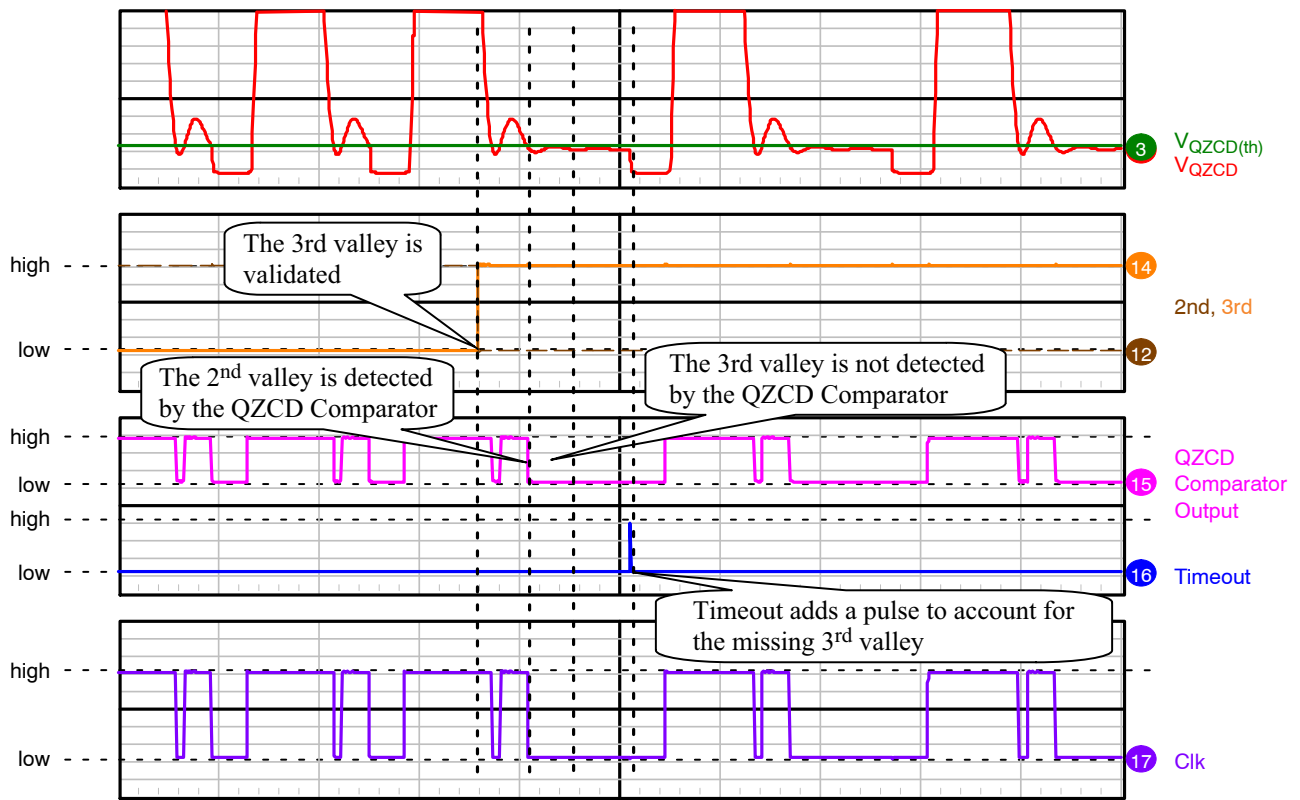 3
V_QZCD(th)
V_QZCD
The 3rd valley is
validated
high
14
2nd, 3rd
low
12
The 2nd valley is detected
by the QZCD Comparator
The 3rd valley is not detected
by the QZCD Comparator
high
low
15
QZCD
Comparator
Output
high
low
16
Timeout
Timeout adds a pulse to account for
the missing 3rd valley
high
low
17
Clk